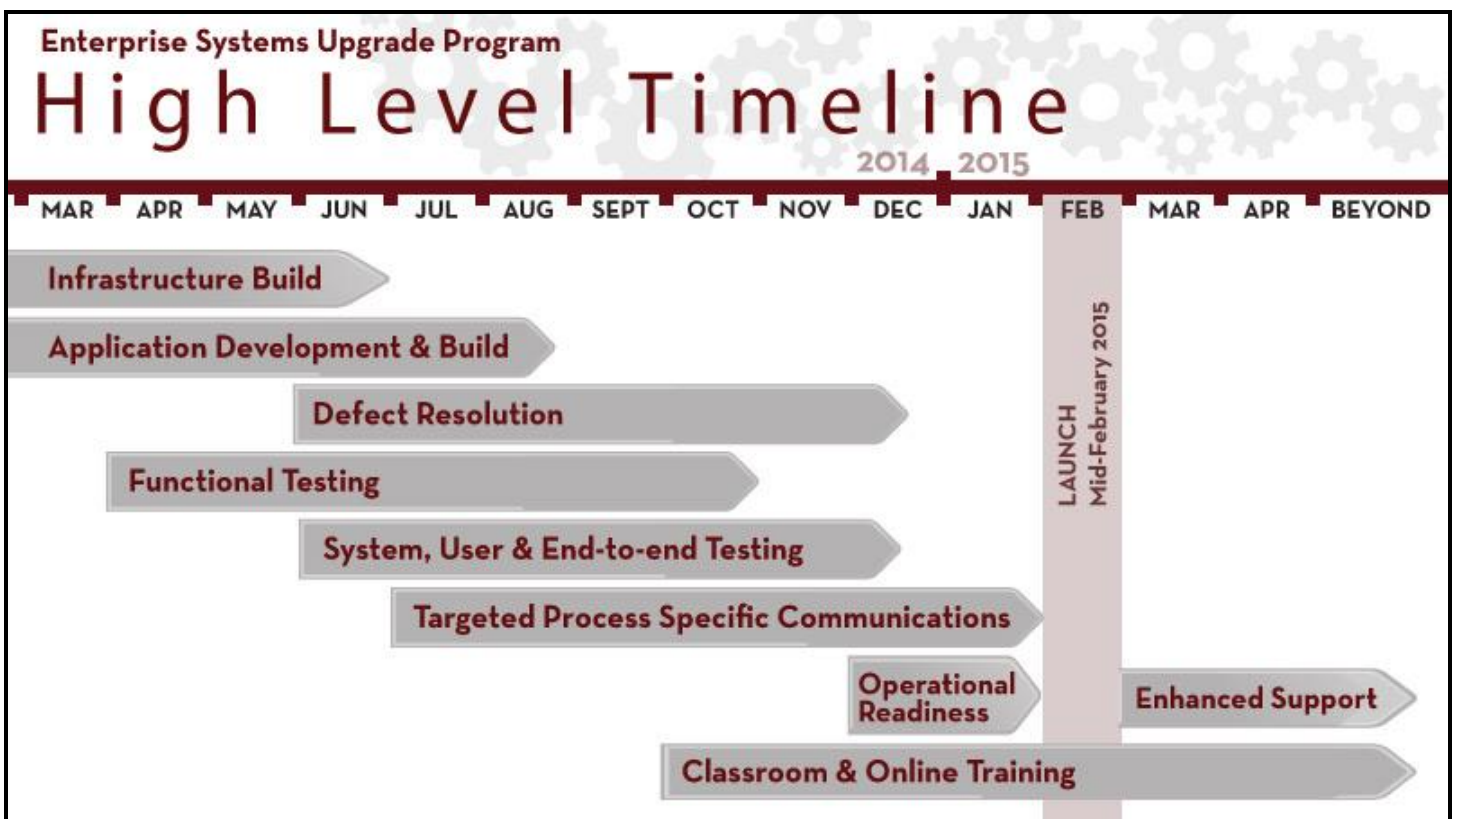 Enterprise Systems Upgrade Program
High Level Timeline
2014 2015
MAR APR MAY JUN JUL AUG SEPT OCT NOV DEC JAN FEB MAR APR BEYOND
Infrastructure Build
Application Development & Build
Defect Resolution
Functional Testing
System, User & End-to-end Testing
Targeted Process Specific Communications
Operational
Readiness
Enhanced Support
Classroom & Online Training
LAUNCH
Mid-February 2015